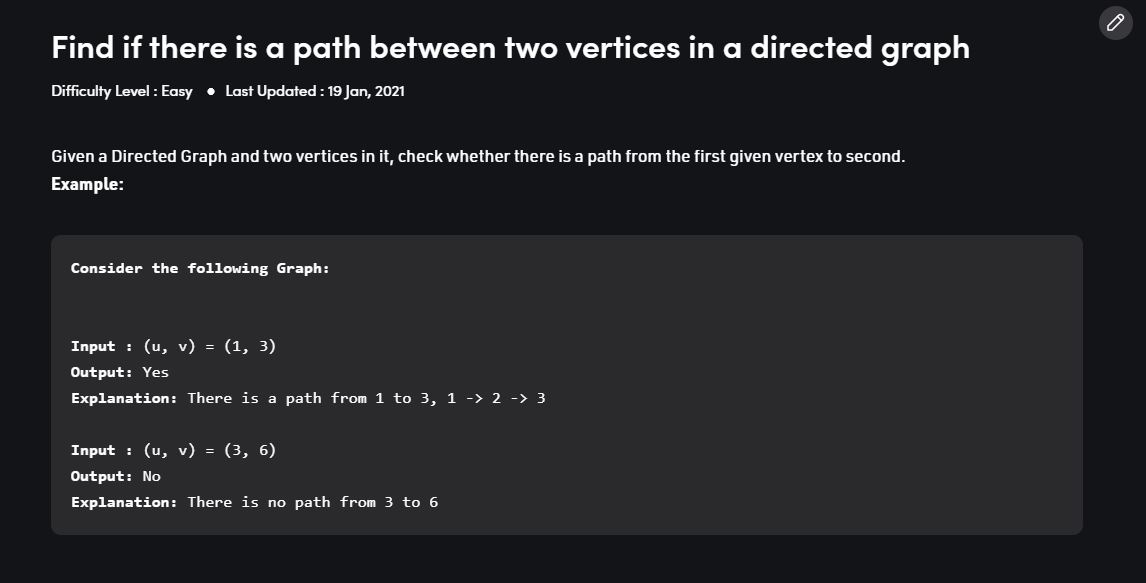 Find if there is a path between two vertices in a directed graph
Difficulty Level : Easy ● Last Updated : 19 Jan, 2021
Given a Directed Graph and two vertices in it, check whether there is a path from the first given vertex to second.
Example:
Consider the following Graph:
Input : (u, v) = (1, 3)
Output: Yes
Explanation: There is a path from 1 to 3, 1 -> 2 -> 3
Input : (u, v) = (3, 6)
Output: No
Explanation: There is no path from 3 to 6